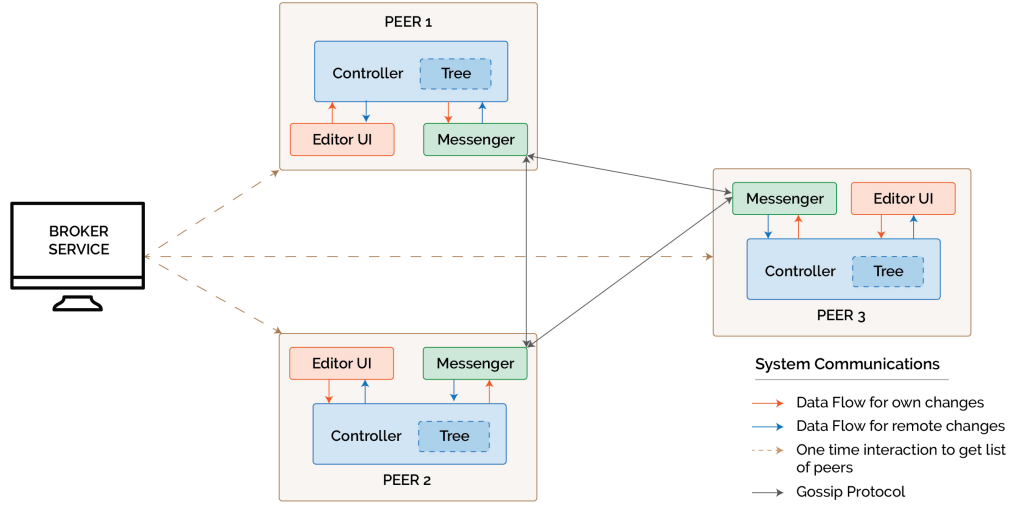 PEER 1
Controller
Tree
Editor UI
Messenger
BROKER
SERVICE
Messenger
Editor UI
Controller
Tree
PEER 3
Editor UI
Messenger
Controller
Tree
PEER 2
System Communications
Data Flow for own changes
Data Flow for remote changes
One time interaction to get list
of peers
Gossip Protocol